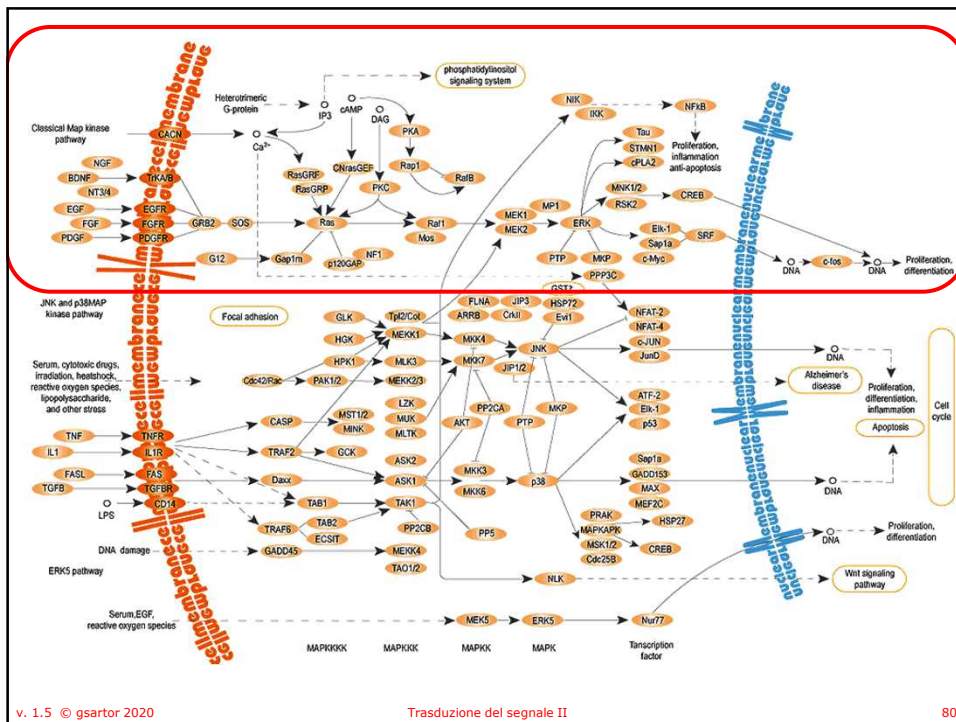 phosphatidylinositol
signaling system
Heterotrimeric
G-protein
IP3
cAMP
DAG
NIK
IKK
NFkB
Classical Map kinase
pathway
CACN
Ca²⁺
PKA
Tau
STMN1
cPLA2
Proliferation,
inflammation
anti-apoptosis
NGF
BDNF
NT3/4
TrKA/B
RasGRF
RasGRP
CNrasGEF
PKC
Rap1
RafB
MNK1/2
RSK2
CREB
EGF
FGF
PDGF
EGFR
FGFR
PDGFR
GRB2
SOS
Ras
Raf1
Mos
MEK1
MEK2
MP1
ERK
Elk-1
Sap1a
c-Myc
SRF
G12
Gap1m
p120GAP
NF1
PTP
MKP
PPP3C
DNA
c-fos
DNA
Proliferation,
differentiation
JNK and p38MAP
kinase pathway
Focal adhesion
GLK
HGK
HPK1
Tpl2/Cot
MEKK1
FLNA
ARRB
JIP3
CrkII
HSP72
Evi1
NFAT-2
NFAT-4
c-JUN
JunD
MKK4
MKK7
JNK
JIP1/2
MLK3
MEKK2/3
Cdc42/Rac
PAK1/2
DNA
Alzheimer's
disease
Serum, cytotoxic drugs,
irradiation, heatshock,
reactive oxygen species,
lipopolysaccharide,
and other stress
Proliferation,
differentiation,
inflammation
Apoptosis
Cell
cycle
LZK
MUK
MLTK
AKT
PP2CA
PTP
MKP
ATF-2
Elk-1
p53
TNF
IL1
FASL
TGFB
LPS
TNFR
IL1R
FAS
TGFBR
CD14
CASP
MST1/2
MINK
TRAF2
GCK
Daxx
ASK2
ASK1
TAB1
TAK1
MKK3
MKK6
p38
Sap1a
GADD153
MAX
MEF2C
DNA
TRAF6
TAB2
ECSIT
PP2CB
PP5
PRAK
MAPKAPK
MSK1/2
Cdc25B
HSP27
CREB
DNA
Proliferation,
differentiation
DNA damage
GADD45
MEKK4
TAO1/2
ERK5 pathway
NLK
Wnt signaling
pathway
Serum,EGF,
reactive oxygen species
MEK5
ERK5
Nur77
MAPKKKK
MAPKKK
MAPKK
MAPK
Transcription
factor
v. 1.5 © gsartor 2020
Trasduzione del segnale II
80